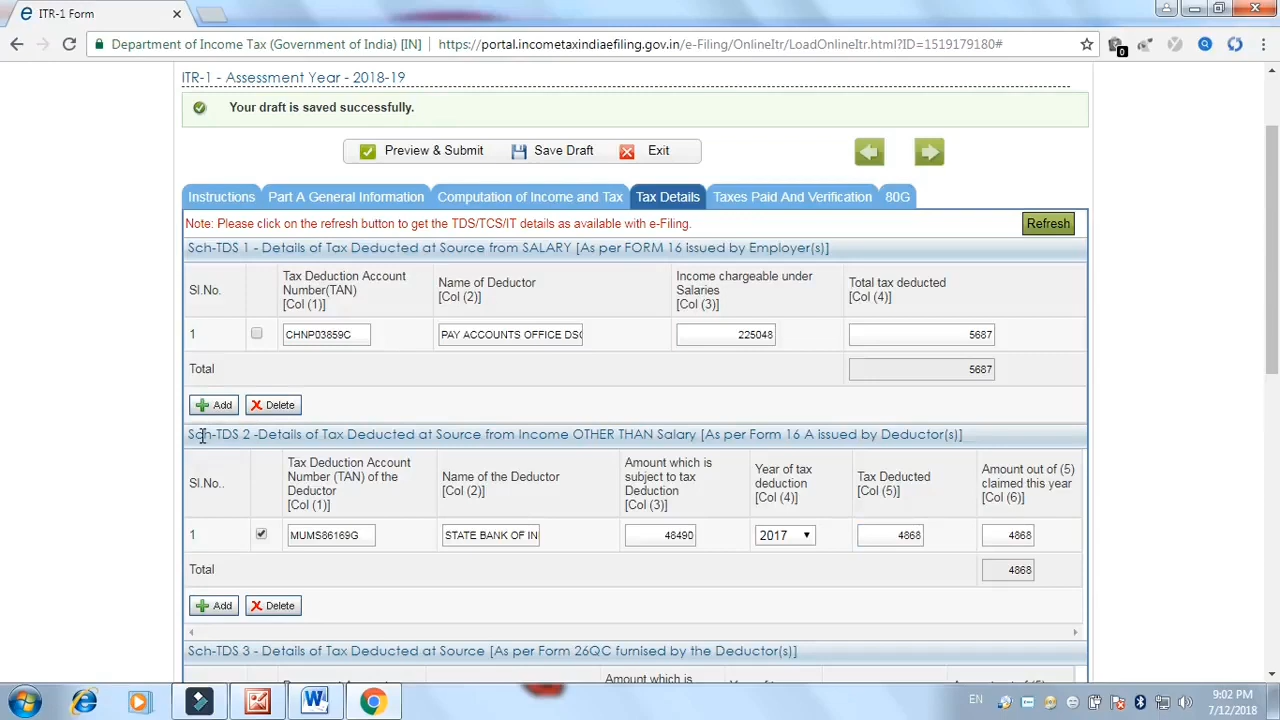 ITR-1 Form
Department of Income Tax (Government of India) [IN]
https://portal.incometaxindiaefiling.gov.in/e-Filing/OnlineItr/LoadOnlineItr.html?ID=1519179180#
0
ITR-1 - Assessment Year - 2018-19
Your draft is saved successfully.
Preview & Submit Save Draft Exit
Instructions Part A General Information Computation of Income and Tax Tax Details Taxes Paid And Verification 80G
Note: Please click on the refresh button to get the TDS/TCS/IT details as available with e-Filing. Refresh
Sch-TDS 1 - Details of Tax Deducted at Source from SALARY [As per FORM 16 issued by Employer(s)]
Sl.No.
Tax Deduction Account
Number(TAN)
[Col (1)]
Name of Deductor
[Col (2)]
Income chargeable under
Salaries
[Col (3)]
Total tax deducted
[Col (4)]
1 CHNP03859C PAY ACCOUNTS OFFICE DSC 225048 5687
Total 5687
Add Delete
Sch-TDS 2 -Details of Tax Deducted at Source from Income OTHER THAN Salary [As per Form 16 A issued by Deductor(s)]
Sl.No..
Tax Deduction Account
Number (TAN) of the
Deductor
[Col (1)]
Name of the Deductor
[Col (2)]
Amount which is
subject to tax
Deduction
[Col (3)]
Year of tax
deduction
[Col (4)]
Tax Deducted
[Col (5)]
Amount out of (5)
claimed this year
[Col (6)]
1 MUMS86169G STATE BANK OF IN 48490 2017 4868 4868
Total 4868
Add Delete
Sch-TDS 3 - Details of Tax Deducted at Source [As per Form 26QC furnised by the Deductor(s)]
Amount which is
EN
9:02 PM
7/12/2018